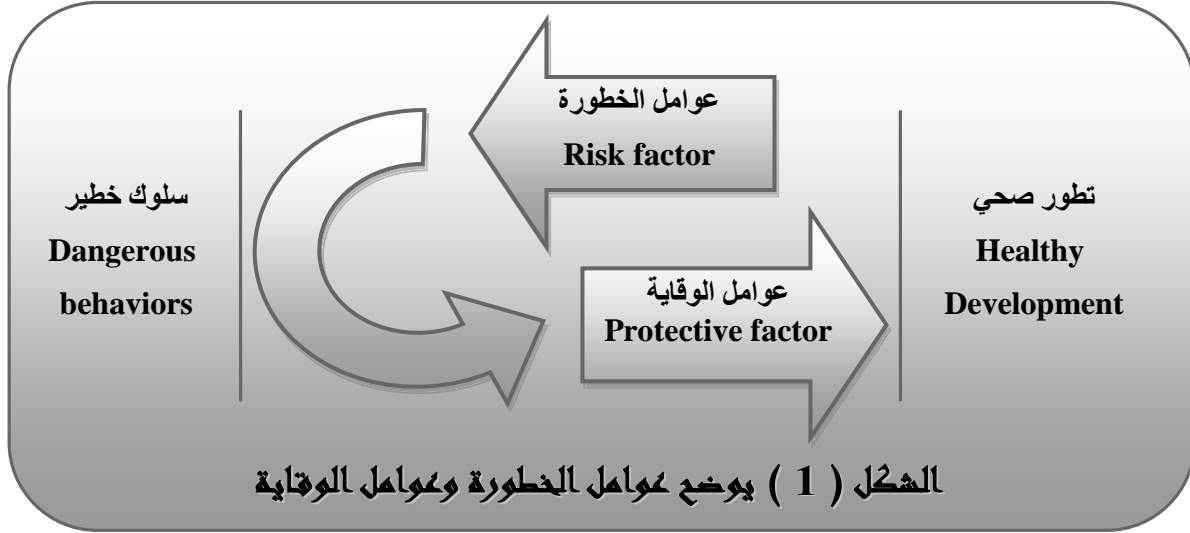 عوامل الخطورة
Risk factor
سلوك خطير
Dangerous
behaviors
تطور صحي
Healthy
Development
عوامل الوقاية
Protective factor
الشكل ( 1 ) يوضح عوامل الخطورة وعوامل الوقاية